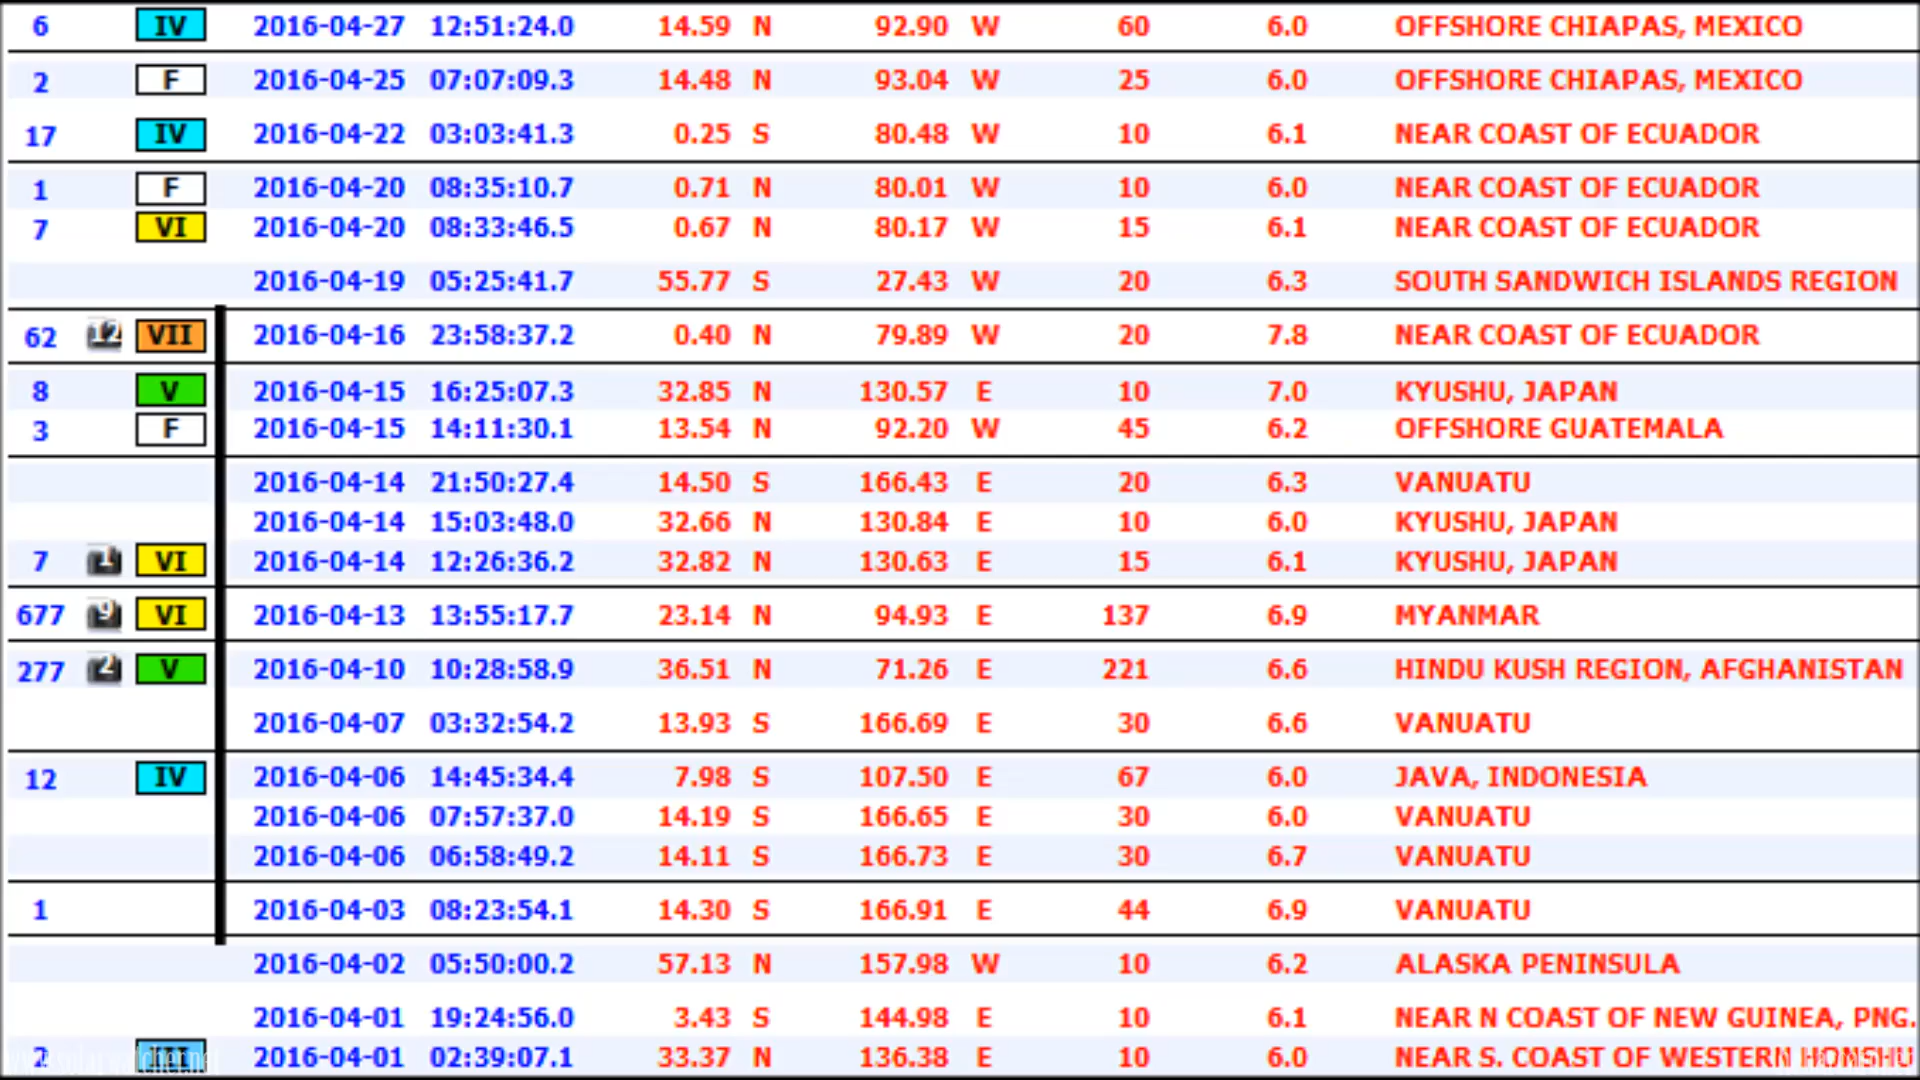 6 IV 2016-04-27 12:51:24.0 14.59 N 92.90 W 60 6.0 OFFSHORE CHIAPAS, MEXICO
2 F 2016-04-25 07:07:09.3 14.48 N 93.04 W 25 6.0 OFFSHORE CHIAPAS, MEXICO
17 IV 2016-04-22 03:03:41.3 0.25 S 80.48 W 10 6.1 NEAR COAST OF ECUADOR
1 F 2016-04-20 08:35:10.7 0.71 N 80.01 W 10 6.0 NEAR COAST OF ECUADOR
7 VI 2016-04-20 08:33:46.5 0.67 N 80.17 W 15 6.1 NEAR COAST OF ECUADOR
2016-04-19 05:25:41.7 55.77 S 27.43 W 20 6.3 SOUTH SANDWICH ISLANDS REGION
62 12 VII 2016-04-16 23:58:37.2 0.40 N 79.89 W 20 7.8 NEAR COAST OF ECUADOR
8 V 2016-04-15 16:25:07.3 32.85 N 130.57 E 10 7.0 KYUSHU, JAPAN
3 F 2016-04-15 14:11:30.1 13.54 N 92.20 W 45 6.2 OFFSHORE GUATEMALA
2016-04-14 21:50:27.4 14.50 S 166.43 E 20 6.3 VANUATU
2016-04-14 15:03:48.0 32.66 N 130.84 E 10 6.0 KYUSHU, JAPAN
7 1 VI 2016-04-14 12:26:36.2 32.82 N 130.63 E 15 6.1 KYUSHU, JAPAN
677 9 VI 2016-04-13 13:55:17.7 23.14 N 94.93 E 137 6.9 MYANMAR
277 2 V 2016-04-10 10:28:58.9 36.51 N 71.26 E 221 6.6 HINDU KUSH REGION, AFGHANISTAN
2016-04-07 03:32:54.2 13.93 S 166.69 E 30 6.6 VANUATU
12 IV 2016-04-06 14:45:34.4 7.98 S 107.50 E 67 6.0 JAVA, INDONESIA
2016-04-06 07:57:37.0 14.19 S 166.65 E 30 6.0 VANUATU
2016-04-06 06:58:49.2 14.11 S 166.73 E 30 6.7 VANUATU
1 2016-04-03 08:23:54.1 14.30 S 166.91 E 44 6.9 VANUATU
2016-04-02 05:50:00.2 57.13 N 157.98 W 10 6.2 ALASKA PENINSULA
2016-04-01 19:24:56.0 3.43 S 144.98 E 10 6.1 NEAR N COAST OF NEW GUINEA, PNG.
2 III 2016-04-01 02:39:07.1 33.37 N 136.38 E 10 6.0 NEAR S. COAST OF WESTERN HONSHU